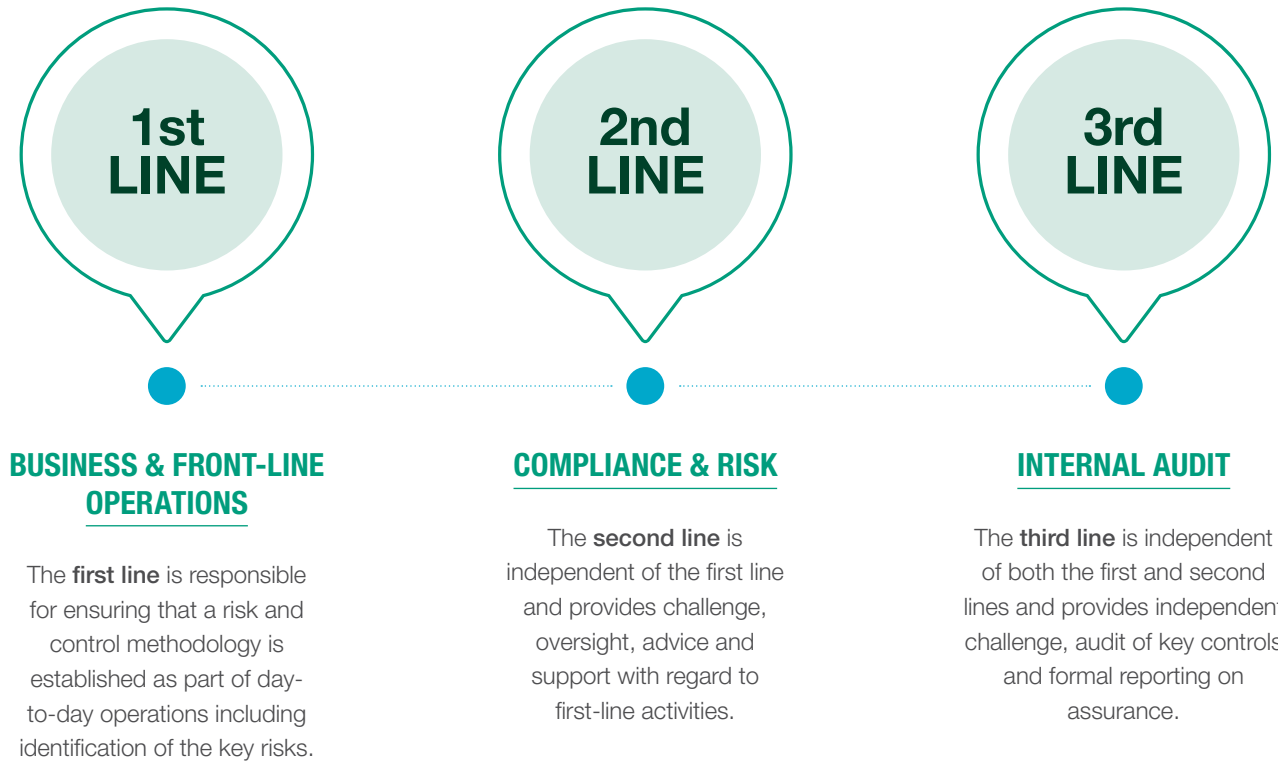 1st
LINE
BUSINESS & FRONT-LINE
OPERATIONS
The first line is responsible
for ensuring that a risk and
control methodology is
established as part of day-
to-day operations including
identification of the key risks.
2nd
LINE
COMPLIANCE & RISK
The second line is
independent of the first line
and provides challenge,
oversight, advice and
support with regard to
first-line activities.
3rd
LINE
INTERNAL AUDIT
The third line is independent
of both the first and second
lines and provides independent
challenge, audit of key controls
and formal reporting on
assurance.